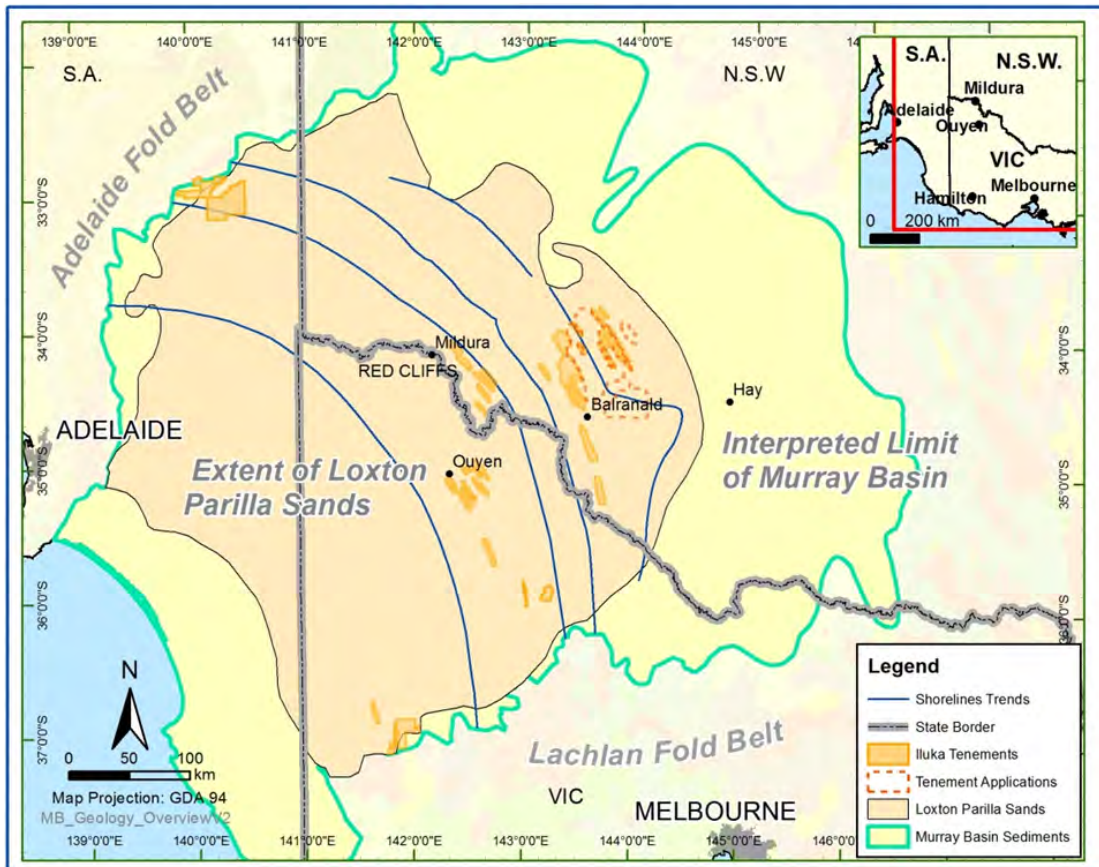 139°0'0"E 140°0'0"E 141°0'0"E 142°0'0"E 143°0'0"E 144°0'0"E 145°0'0"E
S.A.
N.S.W
S.A.
N.S.W.
Mildura
Adelaide
Ouyen
VIC
Hamilton
Melbourne
0 200 km
Adelaide Fold Belt
33°0'0"S
34°0'0"S
35°0'0"S
36°0'0"S
37°0'0"S
34°0'0"S
35°0'0"S
Mildura
RED CLIFFS
Hay
Balranald
ADELAIDE
Ouyen
Extent of Loxton
Parilla Sands
Interpreted Limit
of Murray Basin
N
0 50 100
km
Map Projection: GDA 94
MB_Geology_OverviewV2
Lachlan Fold Belt
VIC
MELBOURNE
Legend
Shorelines Trends
State Border
Iluka Tenements
Tenement Applications
Loxton Parilla Sands
Murray Basin Sediments
139°0'0"E 140°0'0"E 141°0'0"E 142°0'0"E 143°0'0"E 144°0'0"E 145°0'0"E